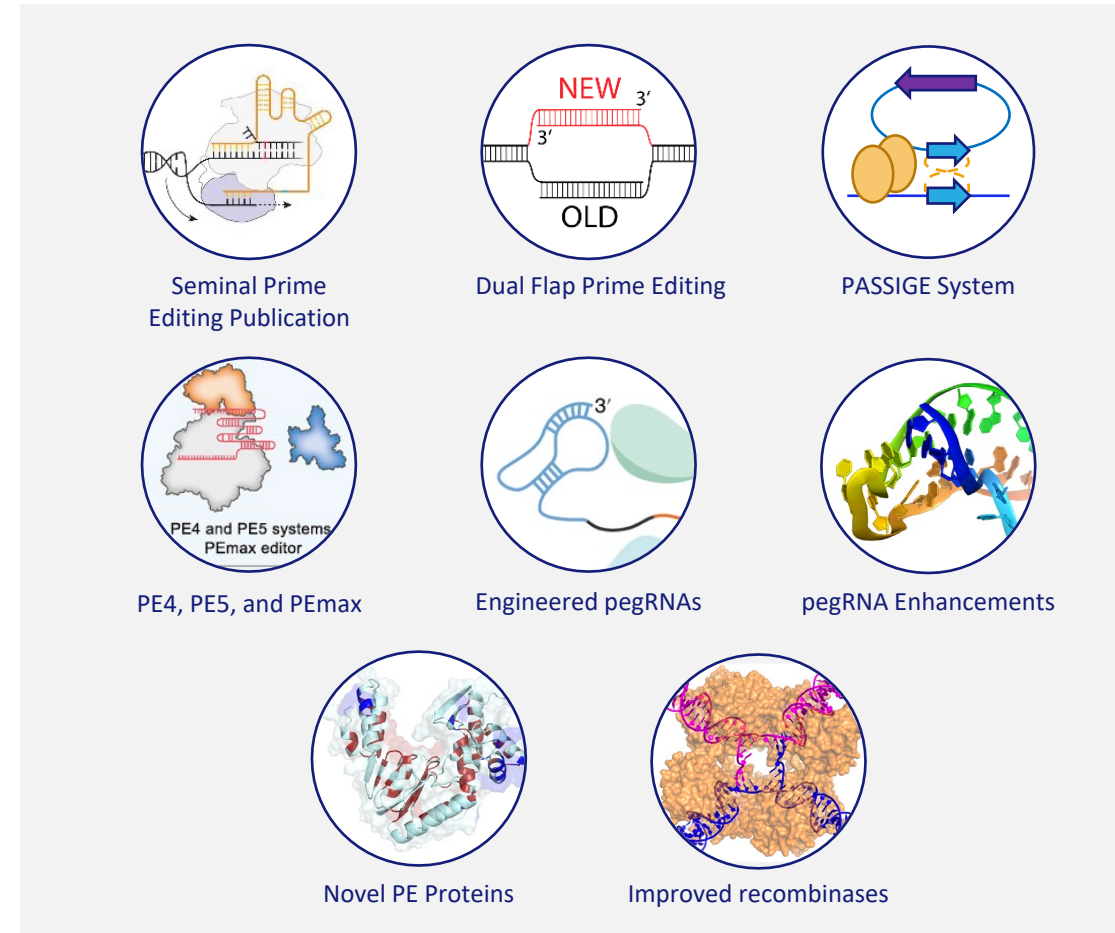 NEW
3′
3′
OLD
Seminal Prime
Editing Publication
Dual Flap Prime Editing
PASSIGE System
PE4 and PE5 systems
PEmax editor
3′
PE4, PE5, and PEmax
Engineered pegRNAs
pegRNA Enhancements
Novel PE Proteins
Improved recombinases